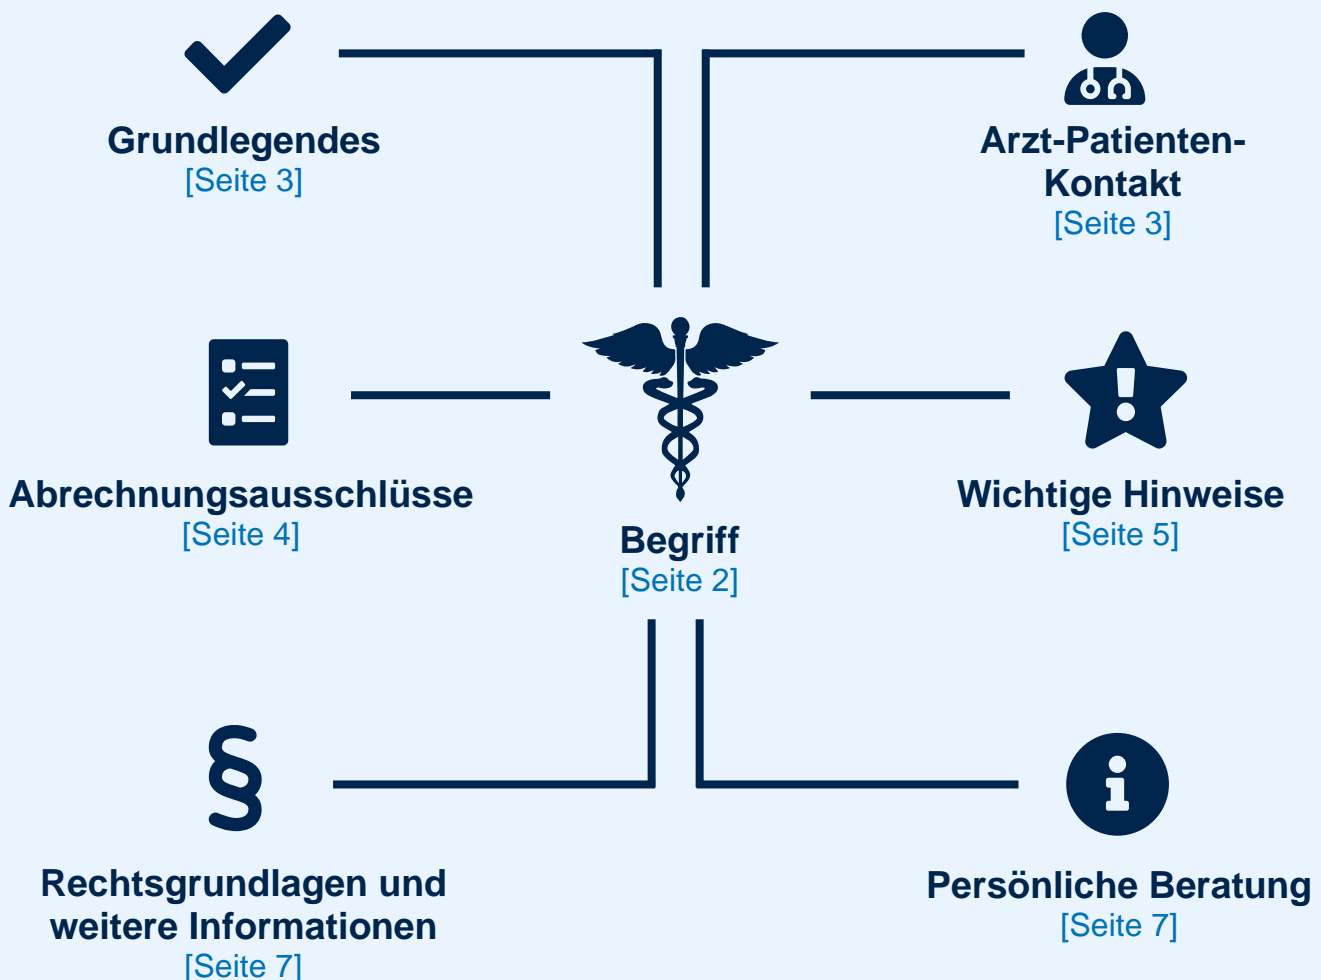 Grundlegendes
[Seite 3]
Arzt-Patienten-
Kontakt
[Seite 3]
Abrechnungsausschlüsse
[Seite 4]
Begriff
[Seite 2]
Wichtige Hinweise
[Seite 5]
Rechtsgrundlagen und
weitere Informationen
[Seite 7]
Persönliche Beratung
[Seite 7]